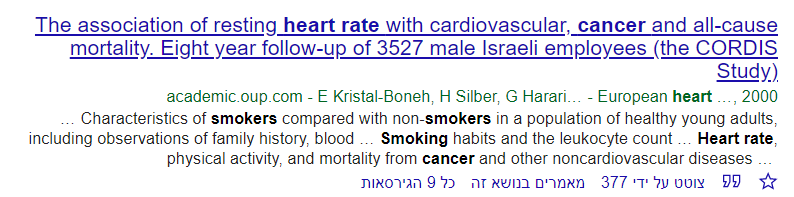 The association of resting heart rate with cardiovascular, cancer and all-cause
mortality. Eight year follow-up of 3527 male Israeli employees (the CORDIS
Study)
academic.oup.com - E Kristal-Boneh, H Silber, G Harari… - European heart …, 2000
… Characteristics of smokers compared with non-smokers in a population of healthy young adults,
including observations of family history, blood … Smoking habits and the leukocyte count … Heart rate,
physical activity, and mortality from cancer and other noncardiovascular diseases …
צוטט על ידי 377 מאמרים בנושא זה כל 9 הגירסאות